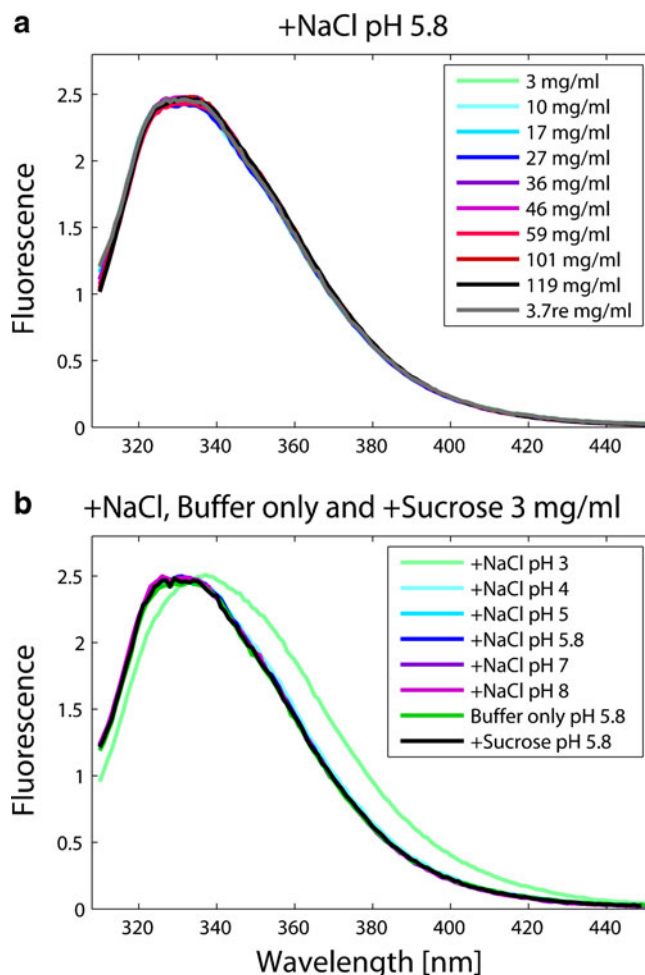 a
+NaCl pH 5.8
2.5
2
1.5
1
0.5
0
Fluorescence
3 mg/ml
10 mg/ml
17 mg/ml
27 mg/ml
36 mg/ml
46 mg/ml
59 mg/ml
101 mg/ml
119 mg/ml
3.7re mg/ml
320 340 360 380 400 420 440
b
+NaCl, Buffer only and +Sucrose 3 mg/ml
2.5
2
1.5
1
0.5
0
Fluorescence
+NaCl pH 3
+NaCl pH 4
+NaCl pH 5
+NaCl pH 5.8
+NaCl pH 7
+NaCl pH 8
Buffer only pH 5.8
+Sucrose pH 5.8
320 340 360 380 400 420 440
Wavelength [nm]